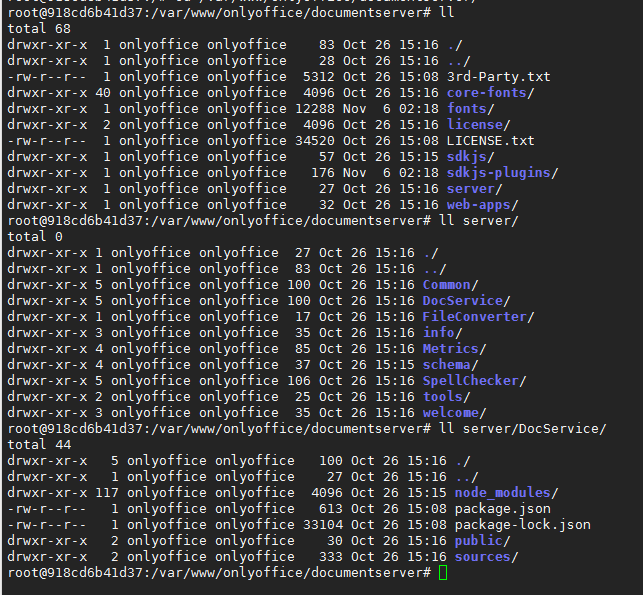 root@918cd6b41d37:/var/www/onlyoffice/documentserver# ll
total 68
drwxr-xr-x  1 onlyoffice onlyoffice    83 Oct 26 15:16 ./
drwxr-xr-x  1 onlyoffice onlyoffice    28 Oct 26 15:16 ../
-rw-r--r--  1 onlyoffice onlyoffice  5312 Oct 26 15:08 3rd-Party.txt
drwxr-xr-x 40 onlyoffice onlyoffice  4096 Oct 26 15:16 core-fonts/
drwxr-xr-x  1 onlyoffice onlyoffice 12288 Nov  6 02:18 fonts/
drwxr-xr-x  2 onlyoffice onlyoffice  4096 Oct 26 15:16 license/
-rw-r--r--  1 onlyoffice onlyoffice 34520 Oct 26 15:08 LICENSE.txt
drwxr-xr-x  1 onlyoffice onlyoffice    57 Oct 26 15:15 sdkjs/
drwxr-xr-x  1 onlyoffice onlyoffice   176 Nov  6 02:18 sdkjs-plugins/
drwxr-xr-x  1 onlyoffice onlyoffice    27 Oct 26 15:16 server/
drwxr-xr-x  1 onlyoffice onlyoffice    32 Oct 26 15:16 web-apps/
root@918cd6b41d37:/var/www/onlyoffice/documentserver# ll server/
total 0
drwxr-xr-x 1 onlyoffice onlyoffice  27 Oct 26 15:16 ./
drwxr-xr-x 1 onlyoffice onlyoffice  83 Oct 26 15:16 ../
drwxr-xr-x 5 onlyoffice onlyoffice 100 Oct 26 15:16 Common/
drwxr-xr-x 5 onlyoffice onlyoffice 100 Oct 26 15:16 DocService/
drwxr-xr-x 1 onlyoffice onlyoffice  17 Oct 26 15:16 FileConverter/
drwxr-xr-x 3 onlyoffice onlyoffice  35 Oct 26 15:16 info/
drwxr-xr-x 4 onlyoffice onlyoffice  85 Oct 26 15:16 Metrics/
drwxr-xr-x 4 onlyoffice onlyoffice  37 Oct 26 15:15 schema/
drwxr-xr-x 5 onlyoffice onlyoffice 106 Oct 26 15:16 SpellChecker/
drwxr-xr-x 2 onlyoffice onlyoffice  25 Oct 26 15:16 tools/
drwxr-xr-x 3 onlyoffice onlyoffice  35 Oct 26 15:16 welcome/
root@918cd6b41d37:/var/www/onlyoffice/documentserver# ll server/DocService/
total 44
drwxr-xr-x   5 onlyoffice onlyoffice   100 Oct 26 15:16 ./
drwxr-xr-x   1 onlyoffice onlyoffice    27 Oct 26 15:16 ../
drwxr-xr-x 117 onlyoffice onlyoffice  4096 Oct 26 15:15 node_modules/
-rw-r--r--   1 onlyoffice onlyoffice   613 Oct 26 15:08 package.json
-rw-r--r--   1 onlyoffice onlyoffice 33104 Oct 26 15:08 package-lock.json
drwxr-xr-x   2 onlyoffice onlyoffice    30 Oct 26 15:16 public/
drwxr-xr-x   2 onlyoffice onlyoffice   333 Oct 26 15:16 sources/
root@918cd6b41d37:/var/www/onlyoffice/documentserver#